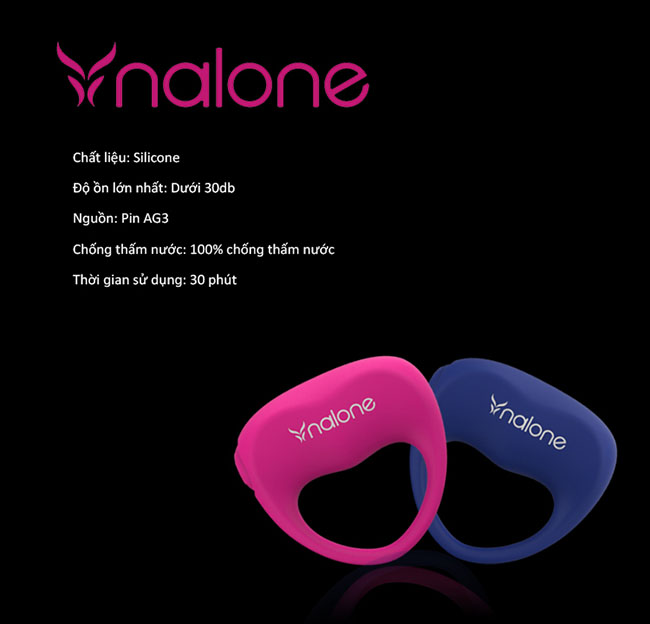 nalone
Chất liệu: Silicone
Độ ồn lớn nhất: Dưới 30db
Nguồn: Pin AG3
Chống thấm nước: 100% chống thấm nước
Thời gian sử dụng: 30 phút
nalone
nalone